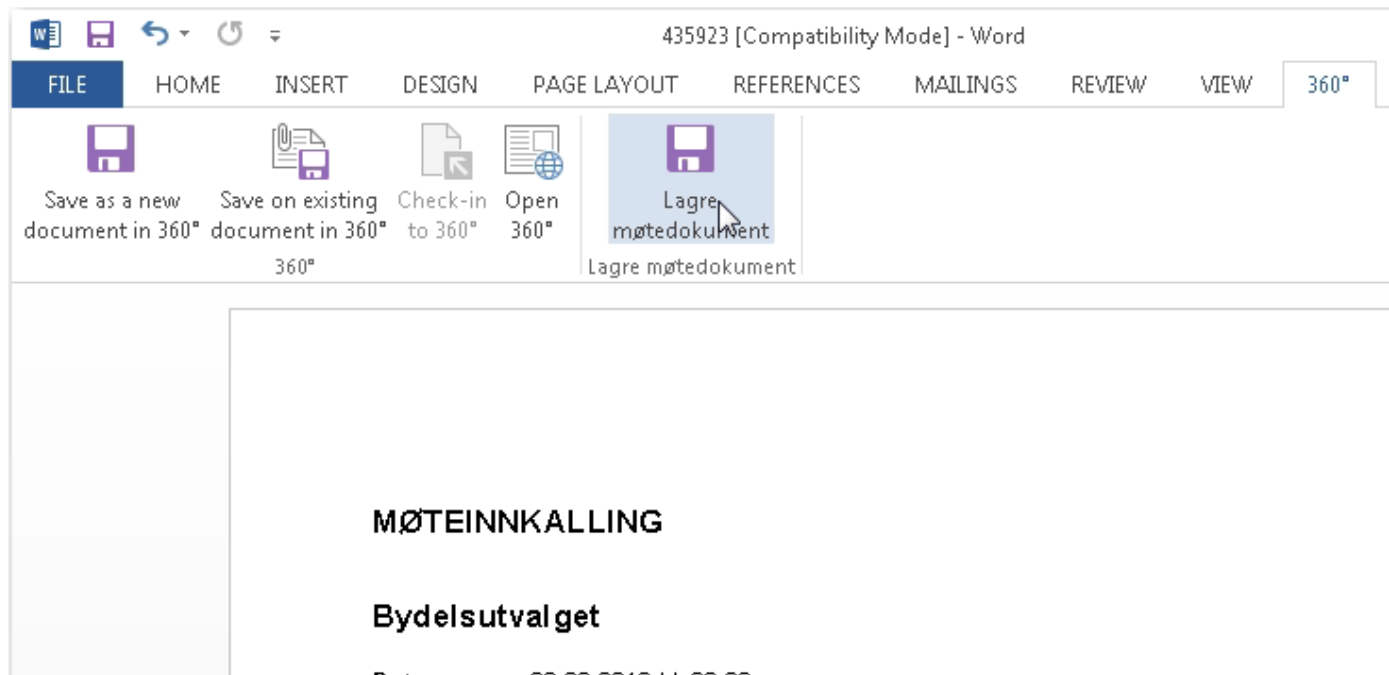 435923 [Compatibility Mode] - Word
FILE HOME INSERT DESIGN PAGE LAYOUT REFERENCES MAILINGS REVIEW VIEW 360°
Save as a new
document in 360°
Save on existing
document in 360°
Check-in
to 360°
Open
360°
Lagre
møtedokument
360°
Lagre møtedokument
MØTEINNKALLING
Bydelsutvalget